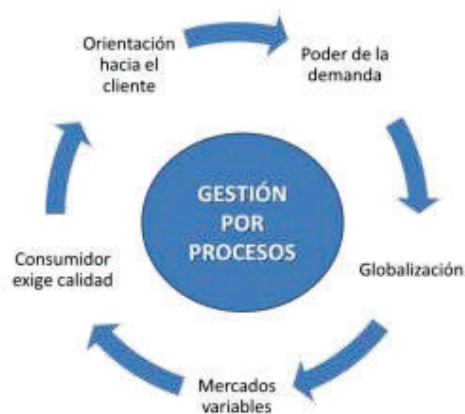 Orientación
hacia el
cliente
Poder de la
demanda
GESTIÓN
POR
PROCESOS
Consumidor
exige calidad
Globalización
Mercados
variables